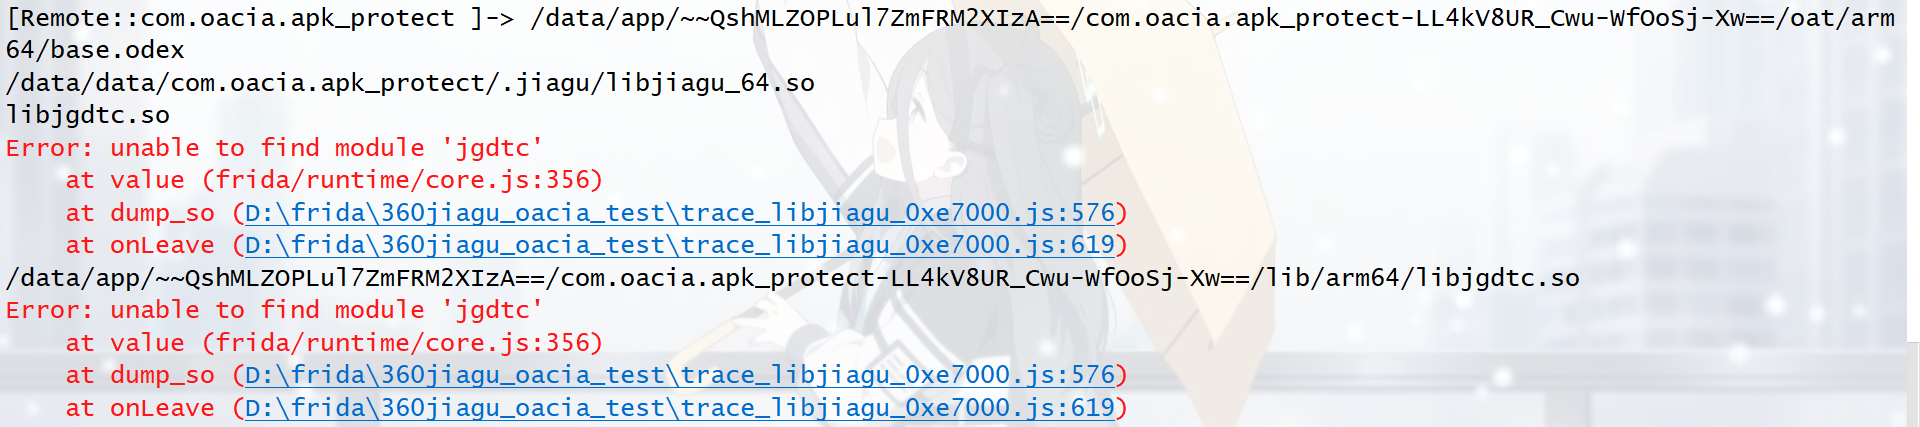 [Remote::com.oacia.apk_protect ]-> /data/app/~~QshMLZOPLul7ZmFRM2XIzA==/com.oacia.apk_protect-LL4kV8UR_Cwu-WfOoSj-Xw==/oat/arm
64/base.odex
/data/data/com.oacia.apk_protect/.jiagu/libjiagu_64.so
libjgdtc.so
Error: unable to find module 'jgdtc'
    at value (frida/runtime/core.js:356)
    at dump_so (D:\frida\360jiagu_oacia_test\trace_libjiagu_0xe7000.js:576)
    at onLeave (D:\frida\360jiagu_oacia_test\trace_libjiagu_0xe7000.js:619)
/data/app/~~QshMLZOPLul7ZmFRM2XIzA==/com.oacia.apk_protect-LL4kV8UR_Cwu-WfOoSj-Xw==/lib/arm64/libjgdtc.so
Error: unable to find module 'jgdtc'
    at value (frida/runtime/core.js:356)
    at dump_so (D:\frida\360jiagu_oacia_test\trace_libjiagu_0xe7000.js:576)
    at onLeave (D:\frida\360jiagu_oacia_test\trace_libjiagu_0xe7000.js:619)